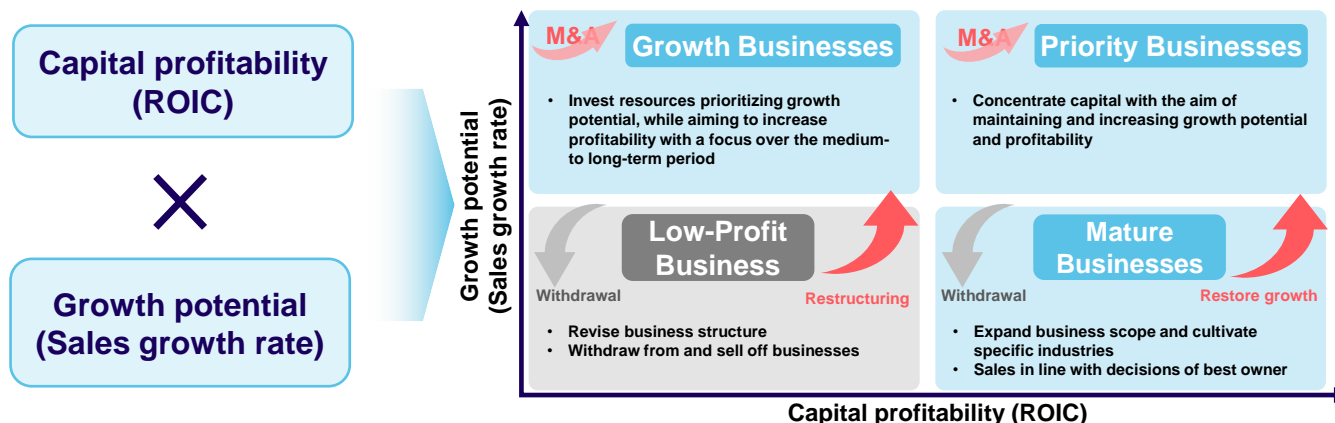 Capital profitability
(ROIC)
×
Growth potential
(Sales growth rate)
Growth potential
(Sales growth rate)
M&A
Growth Businesses
• Invest resources prioritizing growth
potential, while aiming to increase
profitability with a focus over the medium-
to long-term period
M&A
Priority Businesses
• Concentrate capital with the aim of
maintaining and increasing growth potential
and profitability
Low-Profit
Business
Withdrawal
Restructuring
• Revise business structure
• Withdraw from and sell off businesses
Mature
Businesses
Withdrawal
Restore growth
• Expand business scope and cultivate
specific industries
• Sales in line with decisions of best owner
Capital profitability (ROIC)